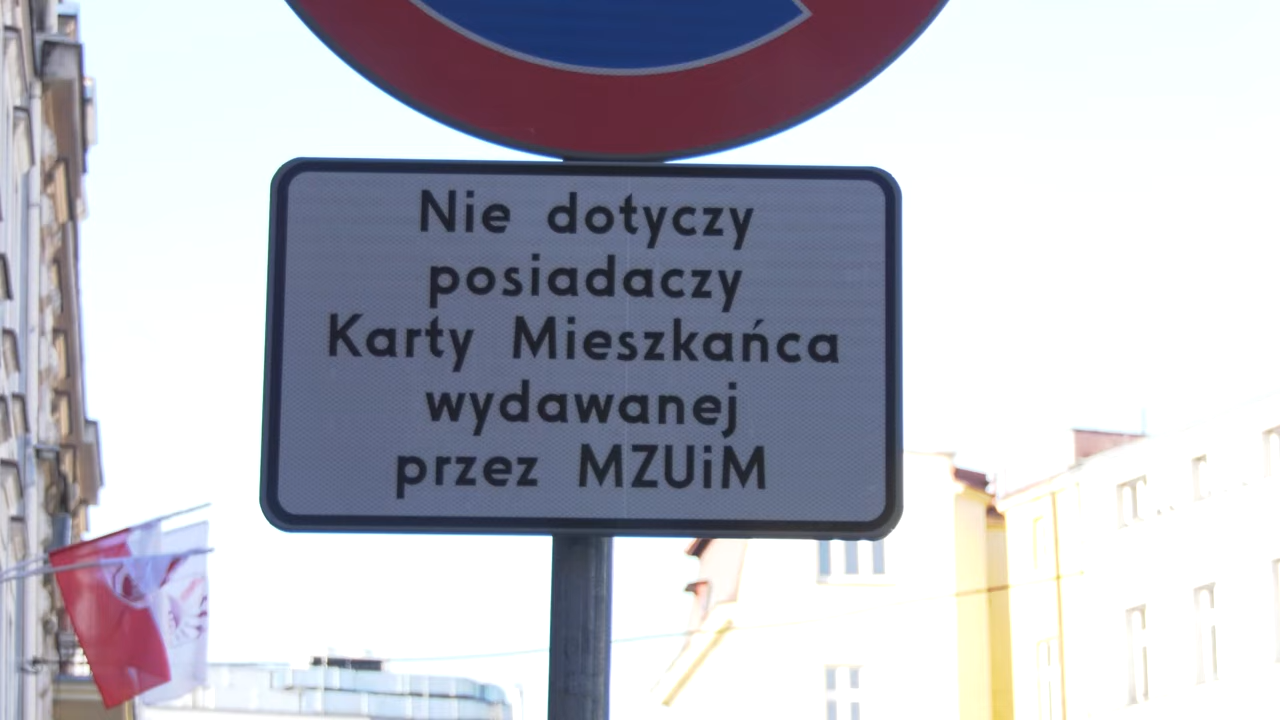 Nie dotyczy
posiadaczy
Karty Mieszkańca
wydawanej
przez MZUiM